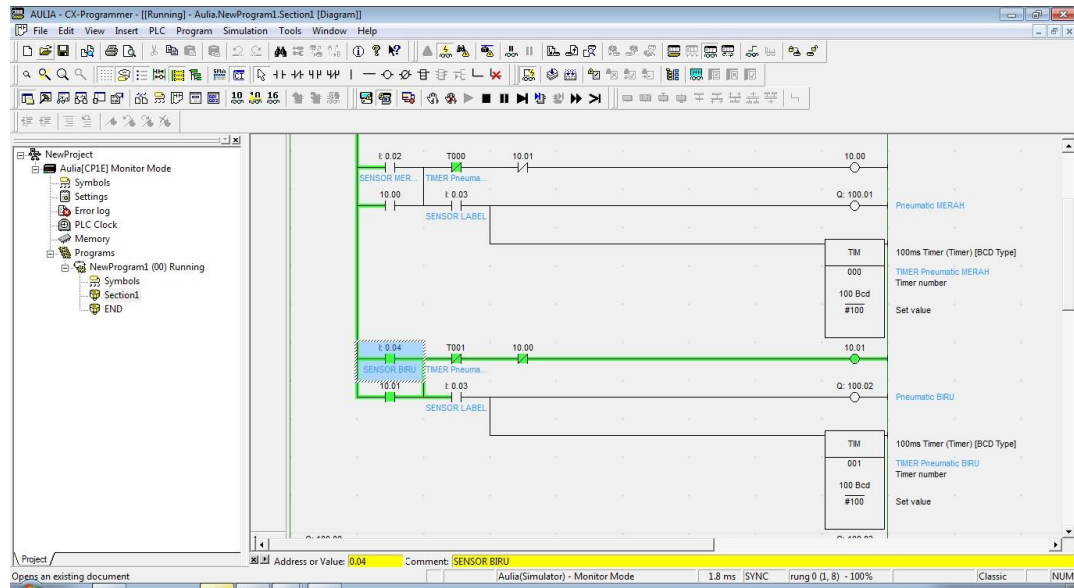 AULIA - CX-Programmer - [[Running] - Aulia.NewProgram1.Section1 [Diagram]]
File Edit View Insert PLC Program Simulation Tools Window Help
10 10 16
NewProject
Aulia[CP1E] Monitor Mode
Symbols
Settings
Error log
PLC Clock
Memory
Programs
NewProgram1 (00) Running
Symbols
Section1
END
I: 0.02 T000 10.01 10.00
SENSOR MER... TIMER Pneuma...
10.00 I: 0.03 Q: 100.01
SENSOR LABEL Pneumatic MERAH
TIM 100ms Timer (Timer) [BCD Type]
000 TIMER Pneumatic MERAH
Timer number
100 Bcd
#100 Set value
I: 0.04 T001 10.00 10.01
SENSOR BIRU TIMER Pneuma...
10.01 I: 0.03 Q: 100.02
SENSOR LABEL Pneumatic BIRU
TIM 100ms Timer (Timer) [BCD Type]
001 TIMER Pneumatic BIRU
Timer number
100 Bcd
#100 Set value
Project
Address or Value: 0.04 Comment: SENSOR BIRU
Opens an existing document Aulia(Simulator) - Monitor Mode 1.8 ms SYNC rung 0 (1, 8) - 100% Classic NUM